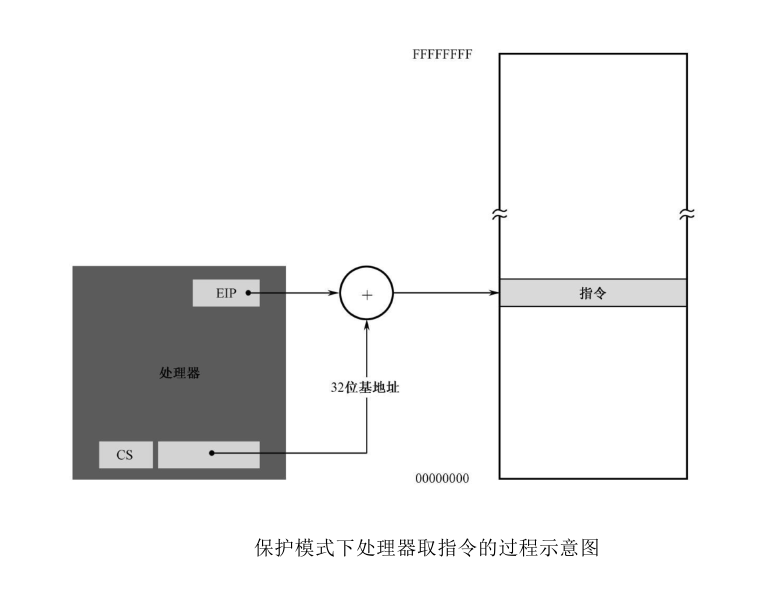 FFFFFFFF
EIP
+
指令
处理器
32位基地址
CS
00000000
保护模式下处理器取指令的过程示意图